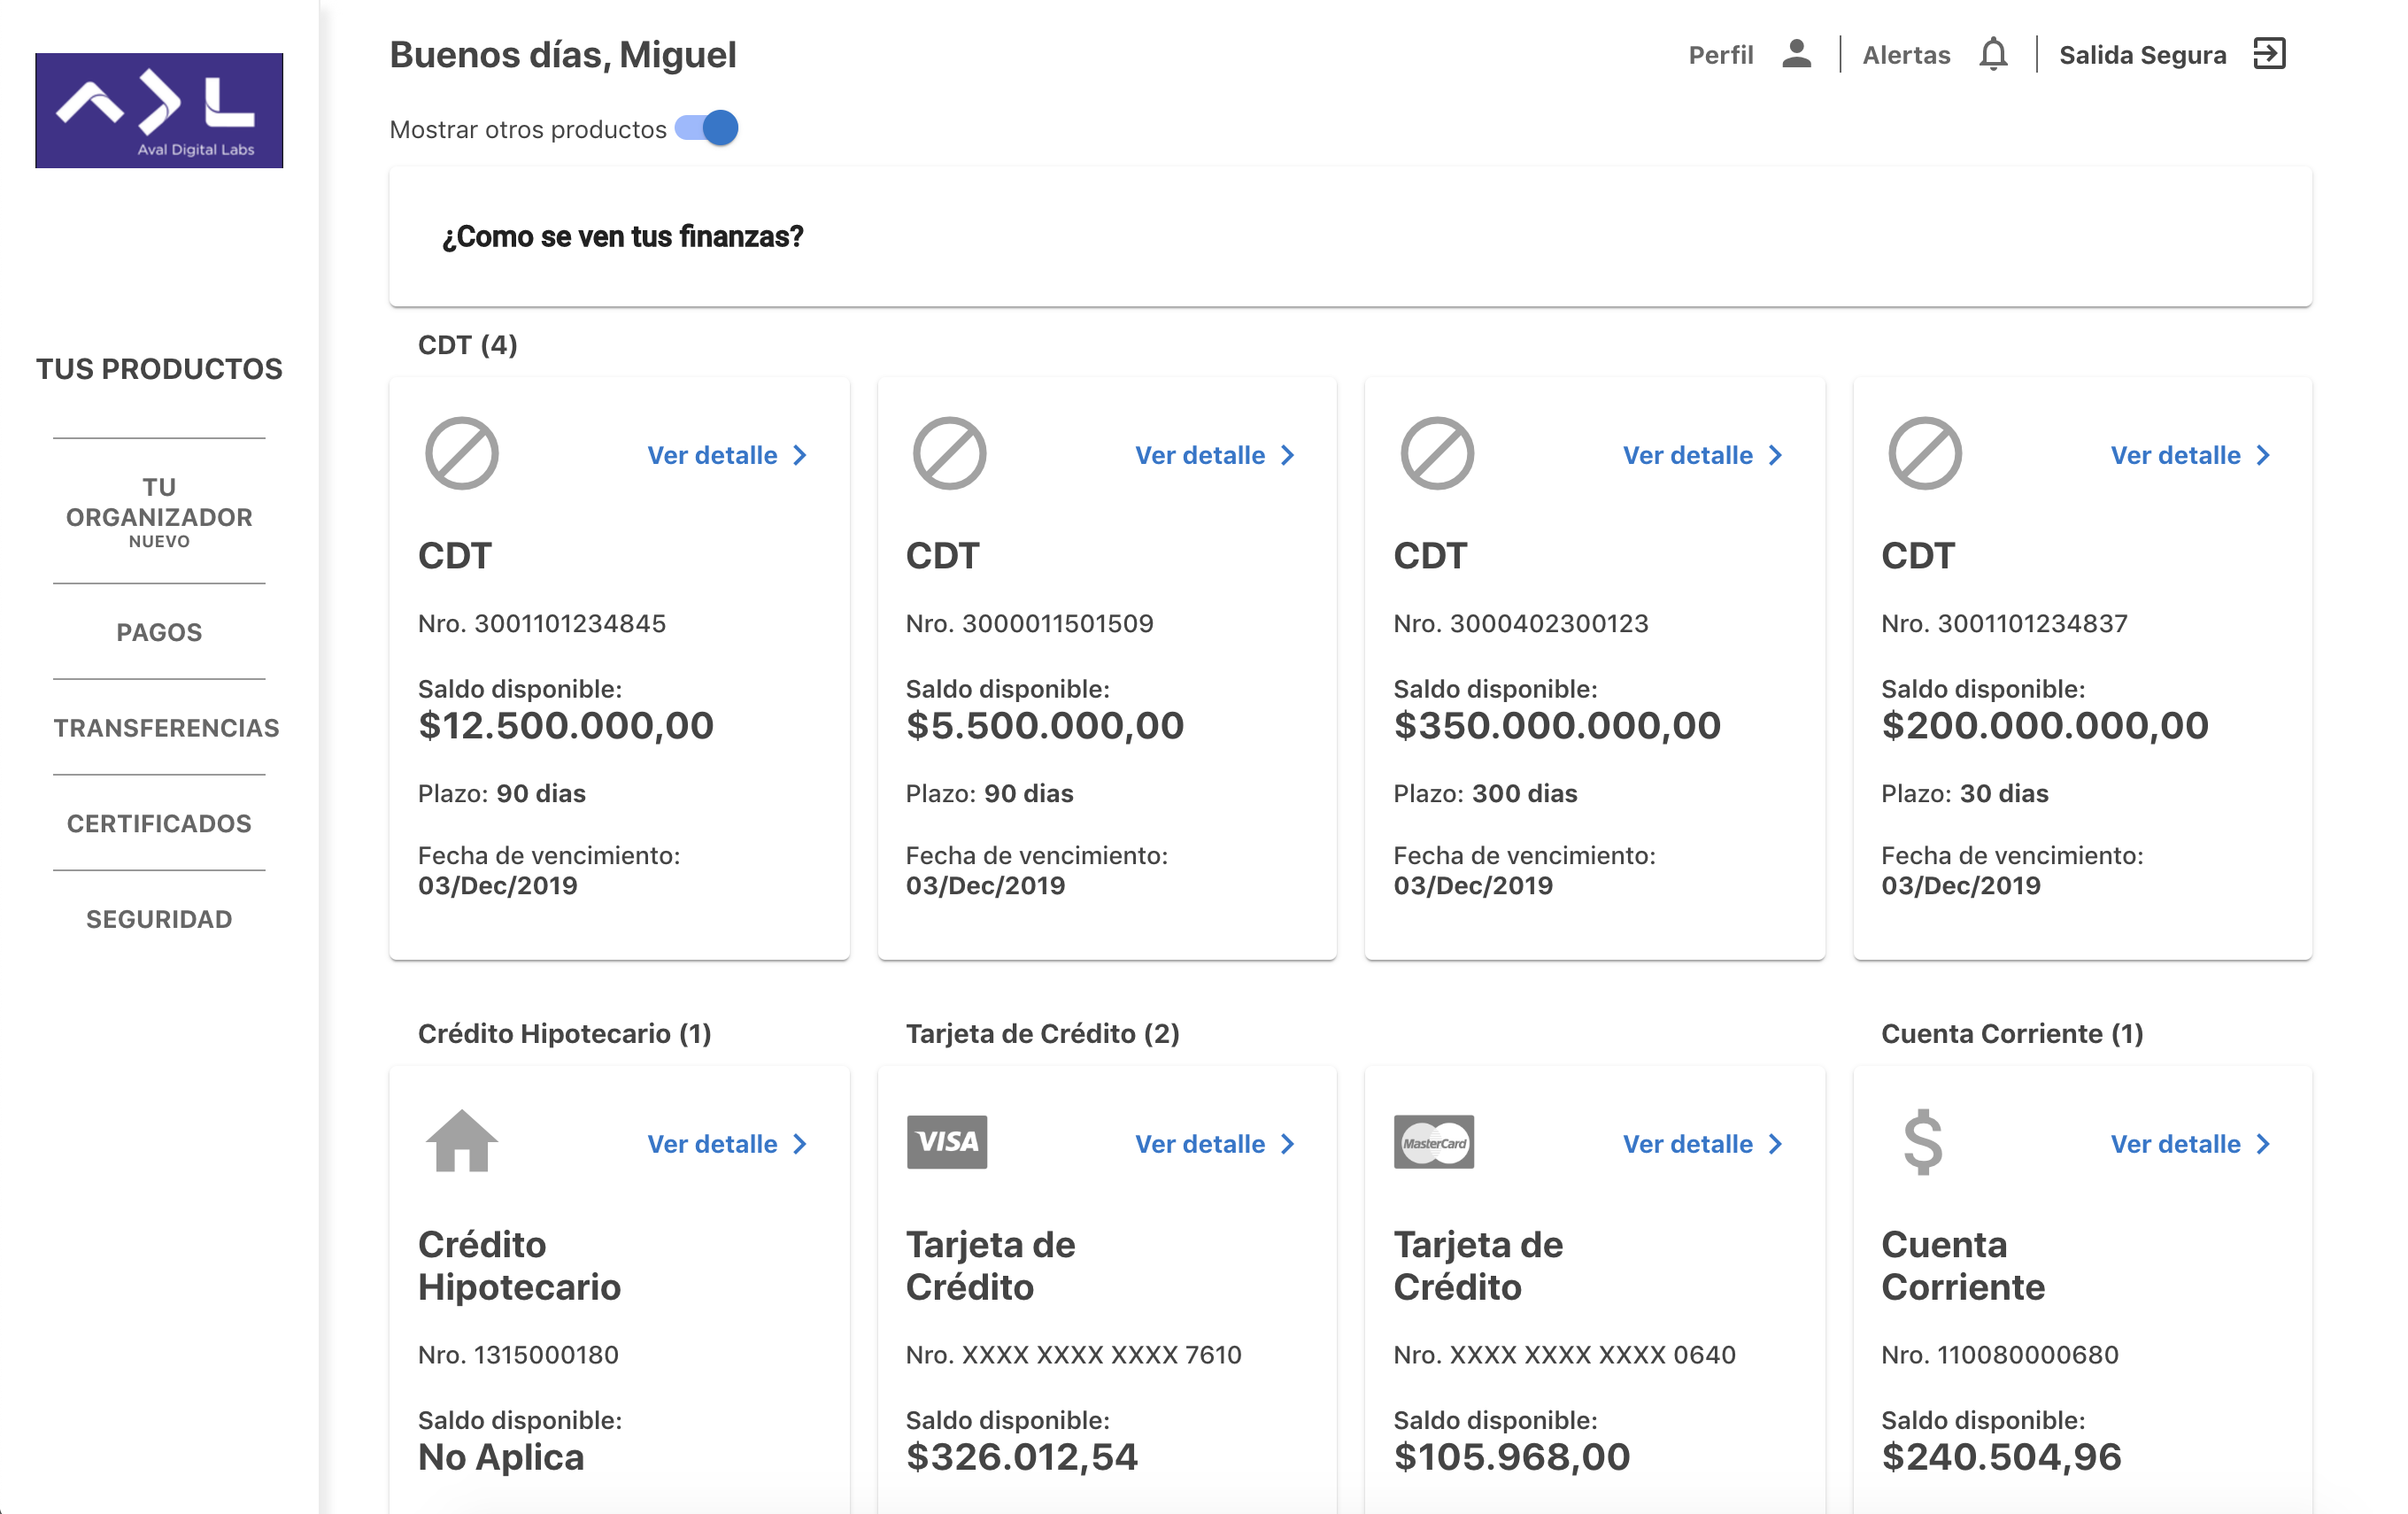 Aval Digital Labs
TUS PRODUCTOS
TU
ORGANIZADOR
NUEVO
PAGOS
TRANSFERENCIAS
CERTIFICADOS
SEGURIDAD
Buenos días, Miguel
Perfil
Alertas
Salida Segura
Mostrar otros productos
¿Como se ven tus finanzas?
CDT (4)
Ver detalle
CDT
Nro. 3001101234845
Saldo disponible:
$12.500.000,00
Plazo: 90 dias
Fecha de vencimiento:
03/Dec/2019
Ver detalle
CDT
Nro. 3000011501509
Saldo disponible:
$5.500.000,00
Plazo: 90 dias
Fecha de vencimiento:
03/Dec/2019
Ver detalle
CDT
Nro. 3000402300123
Saldo disponible:
$350.000.000,00
Plazo: 300 dias
Fecha de vencimiento:
03/Dec/2019
Ver detalle
CDT
Nro. 3001101234837
Saldo disponible:
$200.000.000,00
Plazo: 30 dias
Fecha de vencimiento:
03/Dec/2019
Crédito Hipotecario (1)
Ver detalle
Crédito
Hipotecario
Nro. 1315000180
Saldo disponible:
No Aplica
Tarjeta de Crédito (2)
VISA
Ver detalle
Tarjeta de
Crédito
Nro. XXXX XXXX XXXX 7610
Saldo disponible:
$326.012,54
MasterCard
Ver detalle
Tarjeta de
Crédito
Nro. XXXX XXXX XXXX 0640
Saldo disponible:
$105.968,00
Cuenta Corriente (1)
$
Ver detalle
Cuenta
Corriente
Nro. 110080000680
Saldo disponible:
$240.504,96